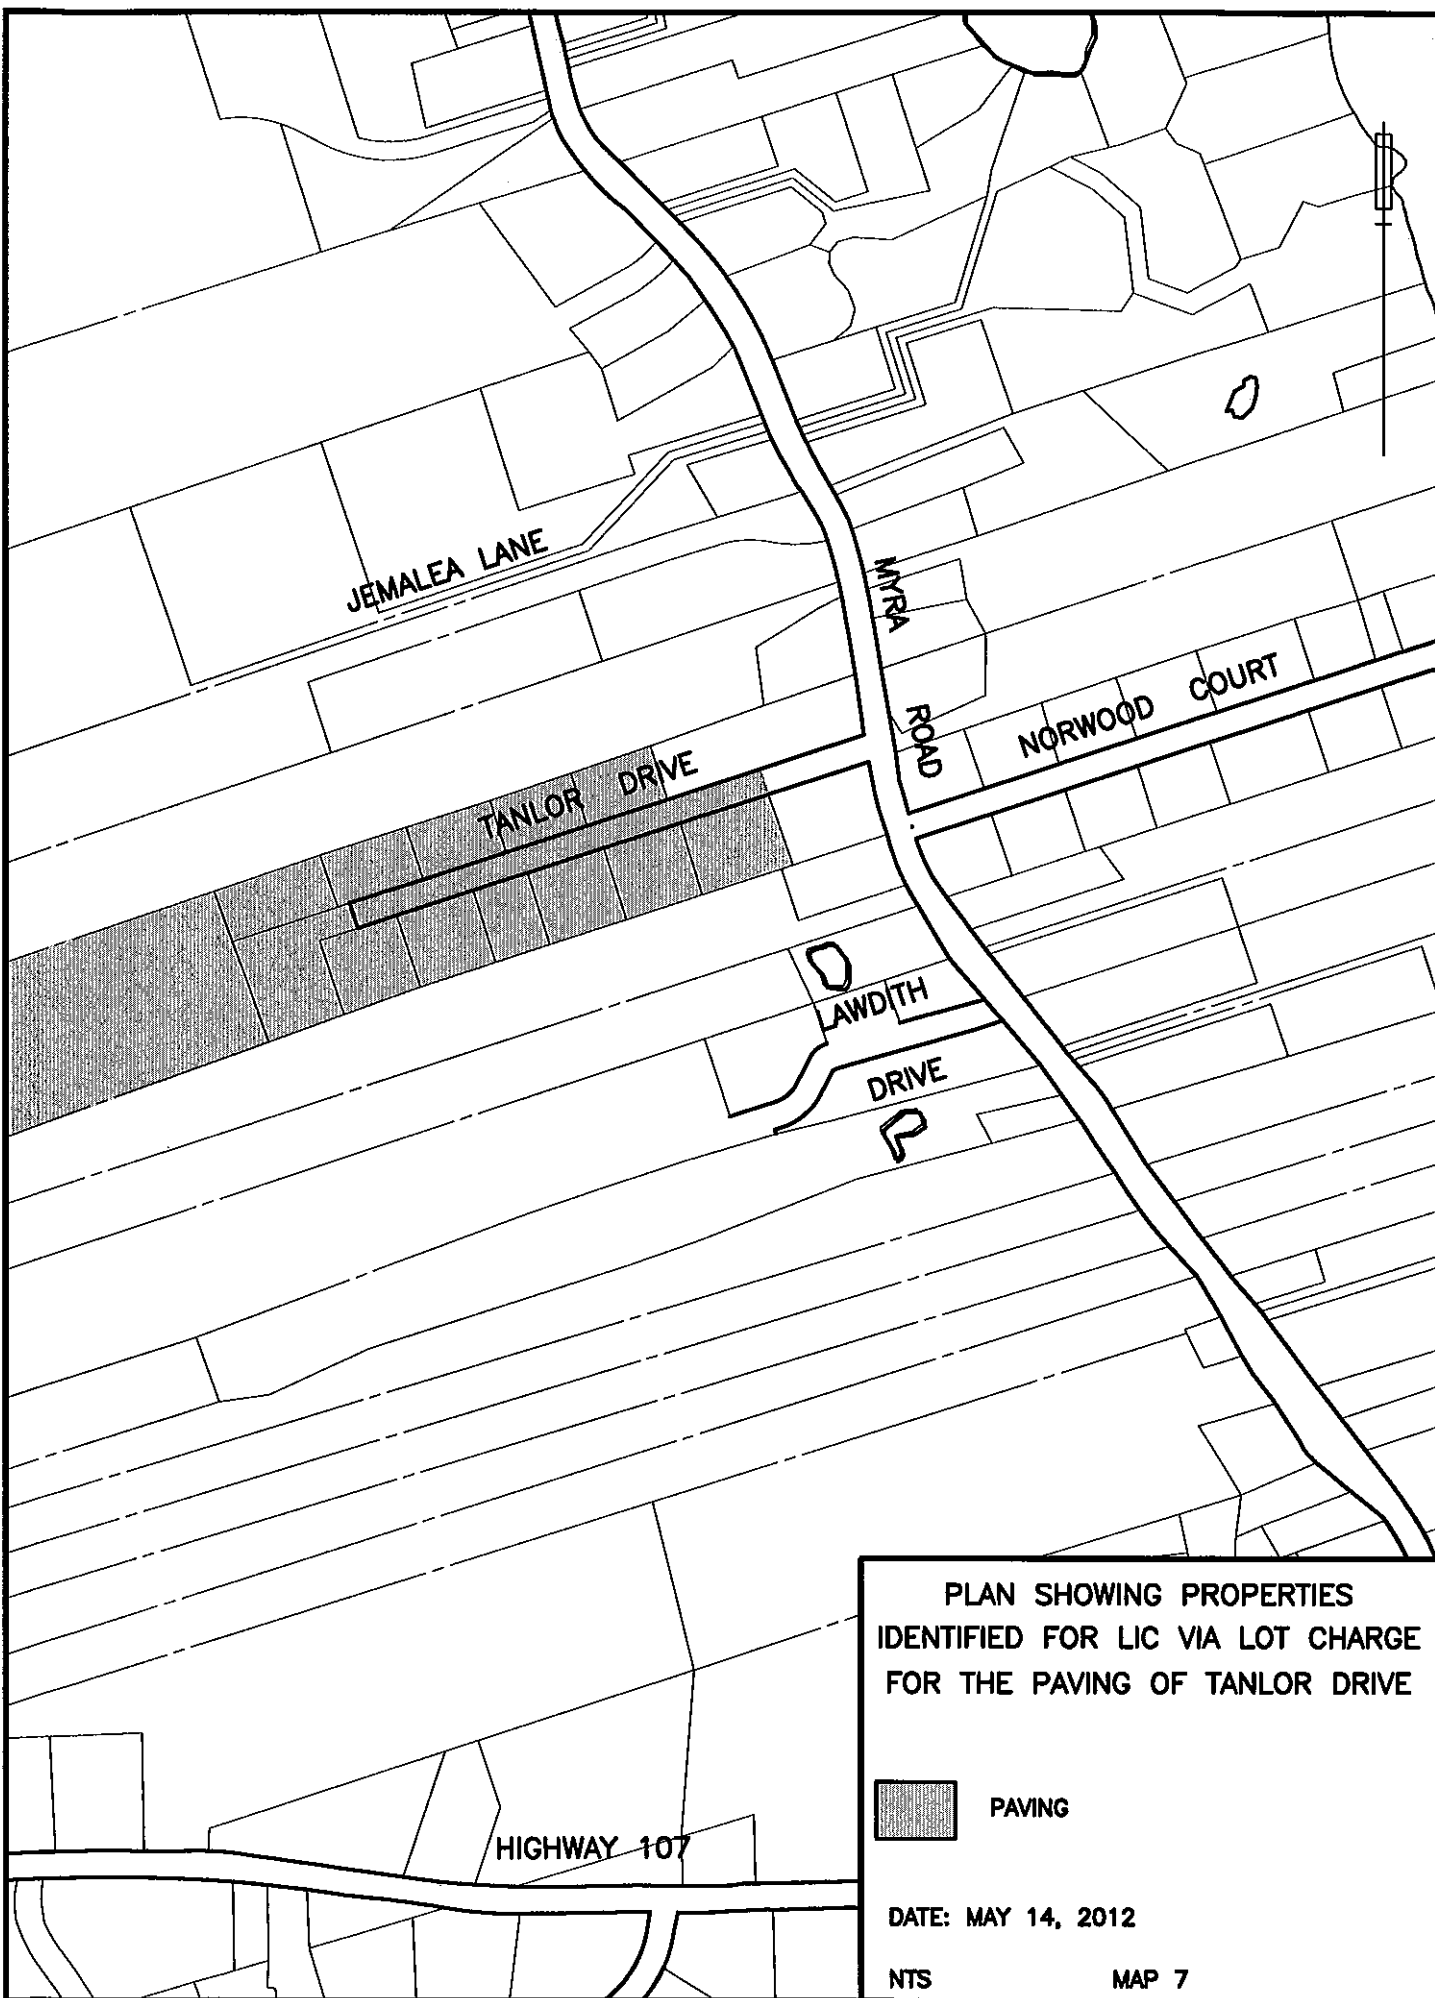 JEMALEA LANE
MYRA
ROAD
NORWOOD COURT
TANLOR DRIVE
LAWDITH
DRIVE
HIGHWAY 107
PLAN SHOWING PROPERTIES
IDENTIFIED FOR LIC VIA LOT CHARGE
FOR THE PAVING OF TANLOR DRIVE
PAVING
DATE: MAY 14, 2012
NTS MAP 7